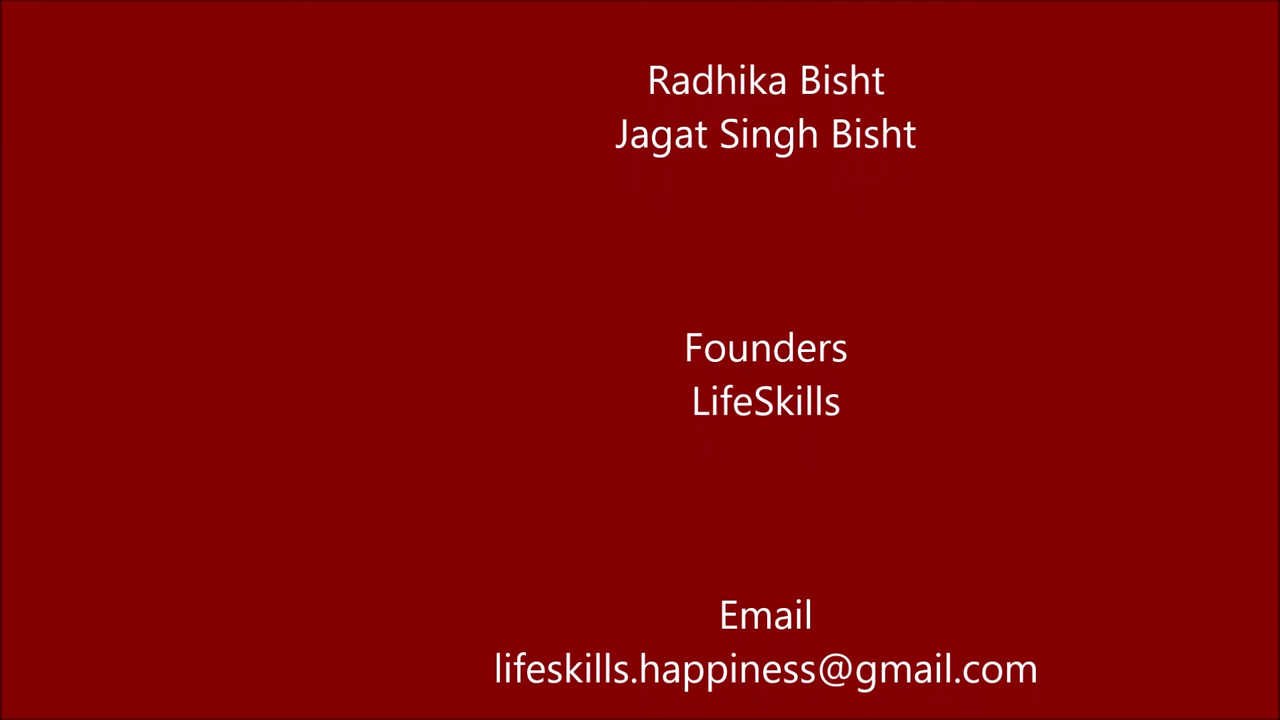 Radhika Bisht
Jagat Singh Bisht
Founders
LifeSkills
Email
lifeskills.happiness@gmail.com